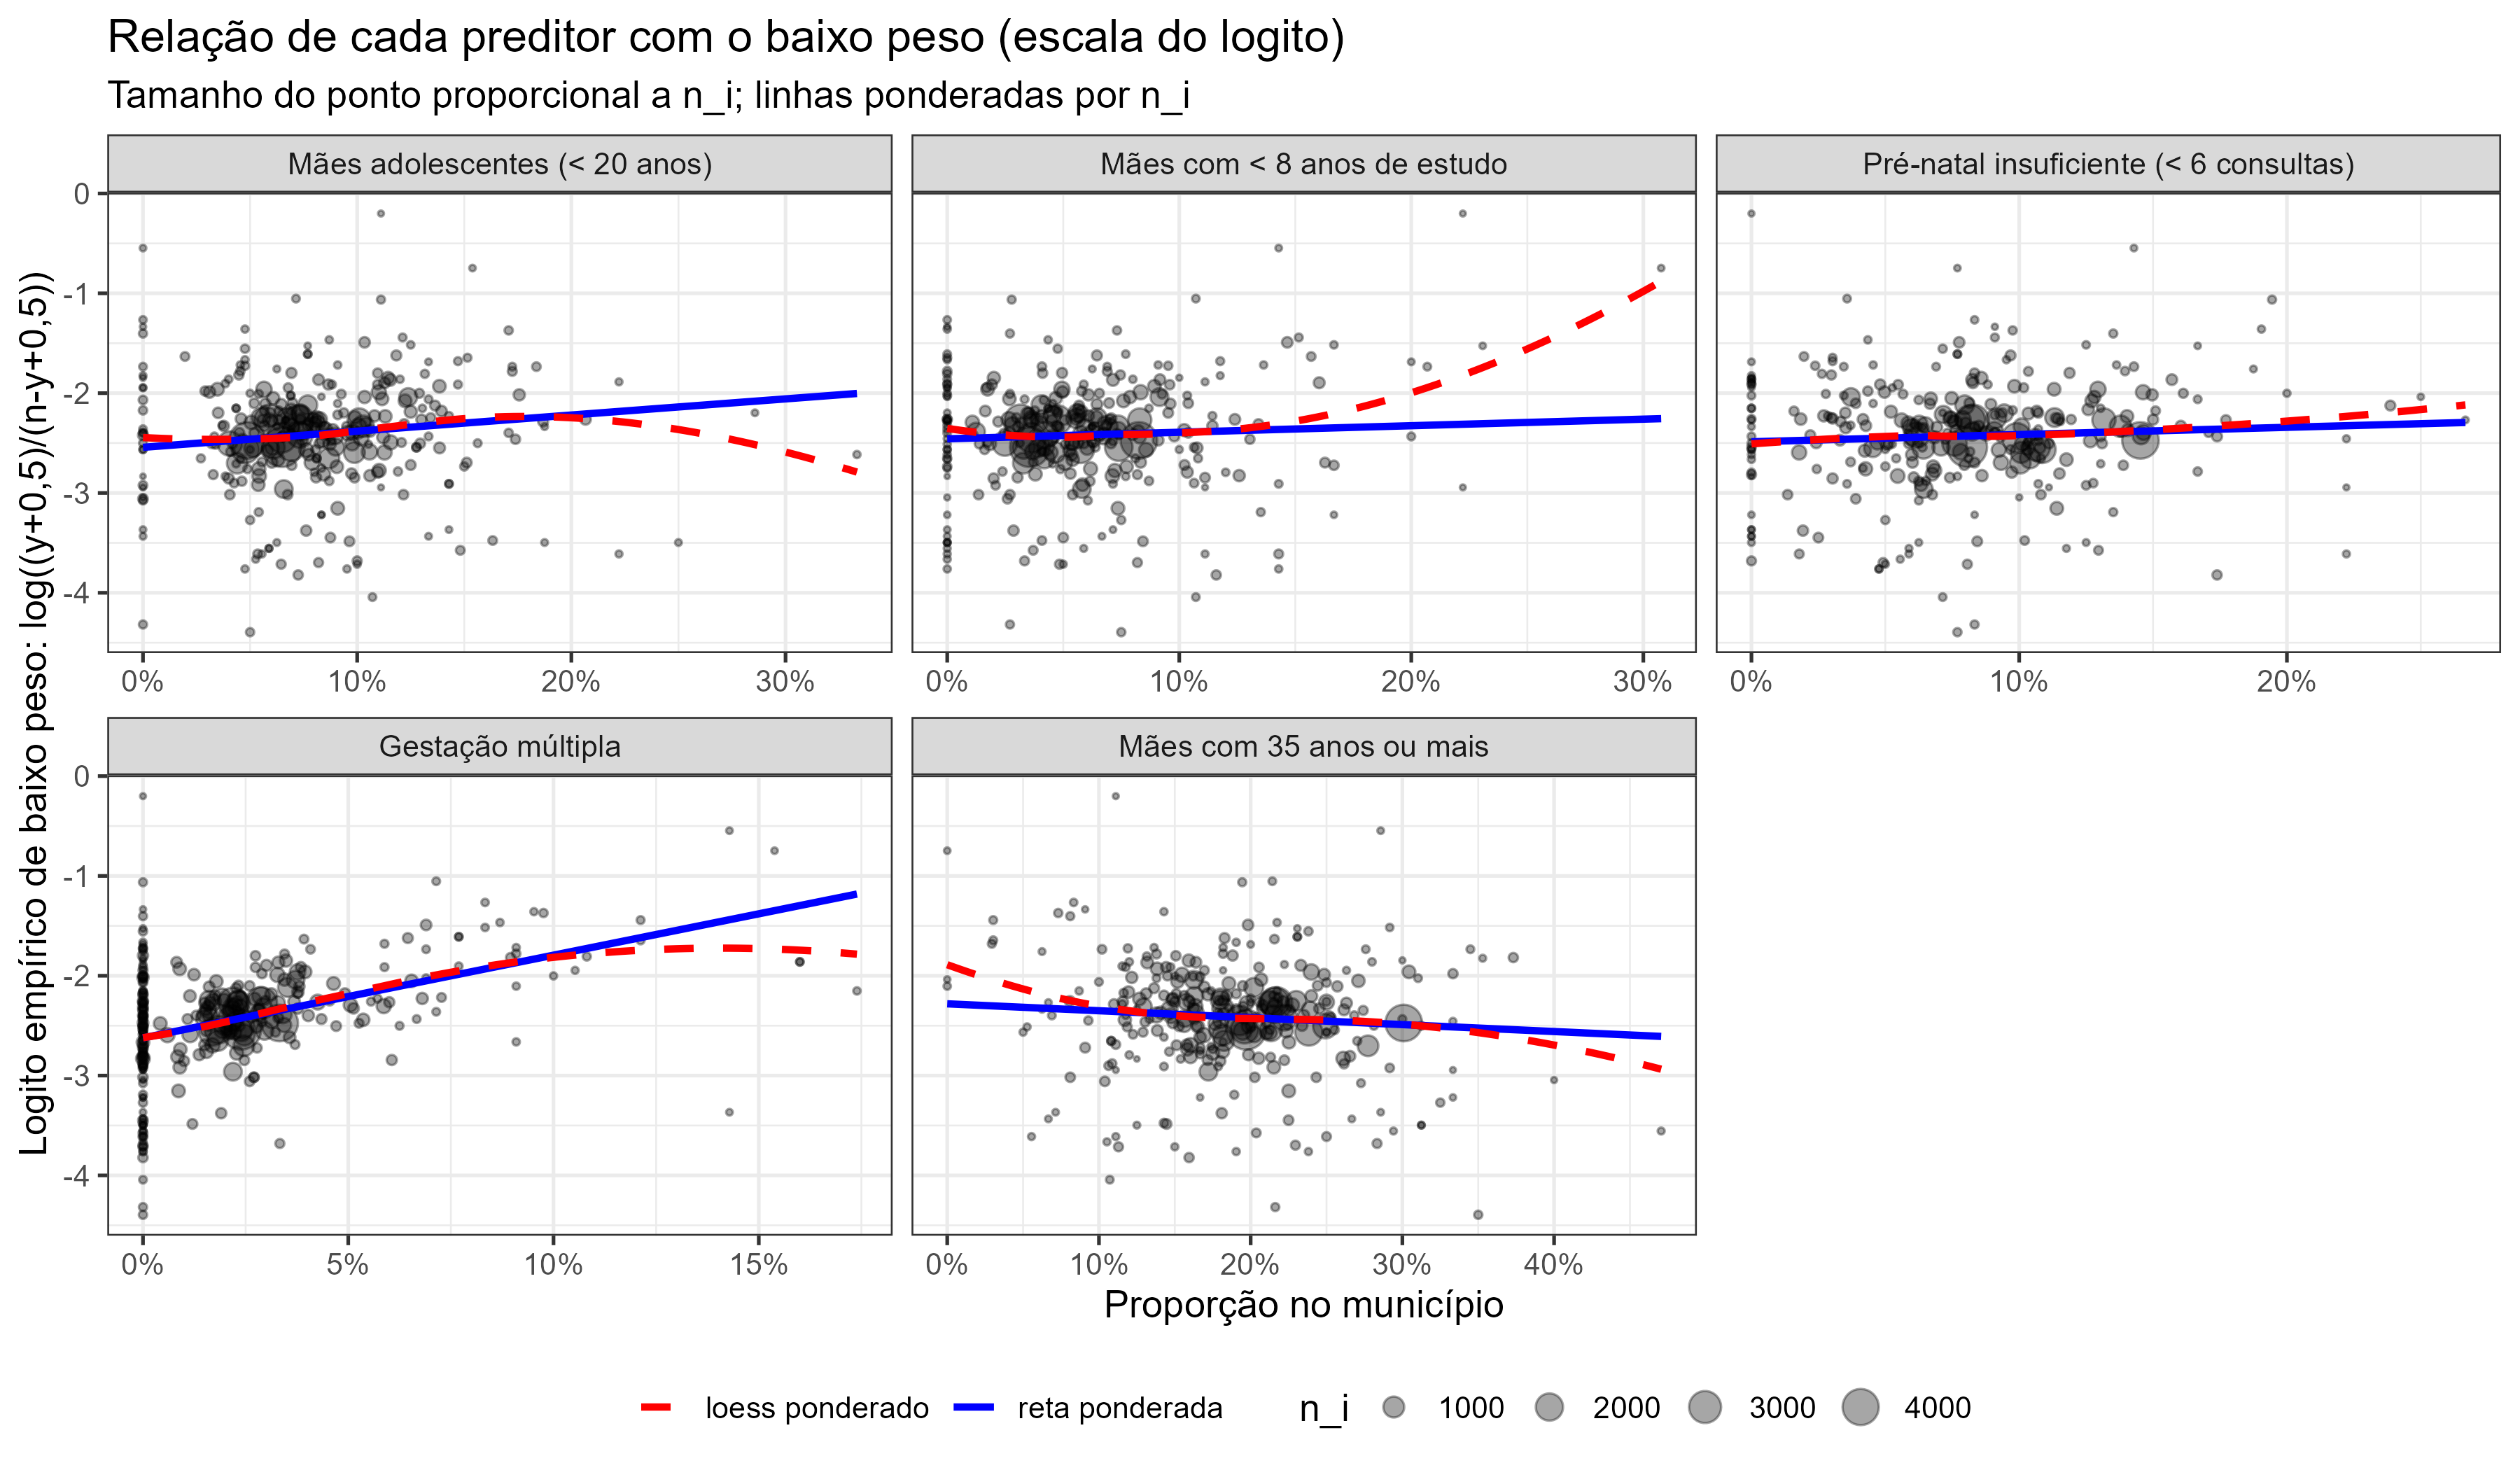 Relação de cada preditor com o baixo peso (escala do logito)
Tamanho do ponto proporcional a n_i; linhas ponderadas por n_i
Mães adolescentes (< 20 anos)
Mães com < 8 anos de estudo
Pré-natal insuficiente (< 6 consultas)
Logito empírico de baixo peso: log((y+0,5)/(n-y+0,5))
0
-1
-2
-3
-4
0% 10% 20% 30%
0% 10% 20% 30%
0% 10% 20%
Gestação múltipla
Mães com 35 anos ou mais
0
-1
-2
-3
-4
0% 5% 10% 15%
0% 10% 20% 30% 40%
Proporção no município
loess ponderado reta ponderada n_i 1000 2000 3000 4000